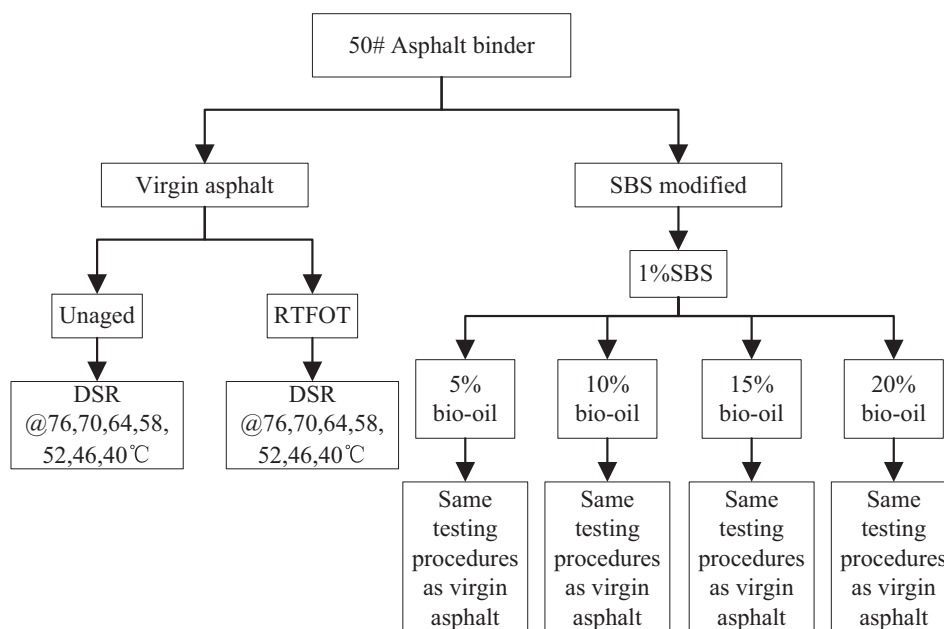 50# Asphalt binder
Virgin asphalt
SBS modified
1%SBS
Unaged
RTFOT
DSR
@76,70,64,58,
52,46,40℃
DSR
@76,70,64,58,
52,46,40℃
5%
bio-oil
10%
bio-oil
15%
bio-oil
20%
bio-oil
Same
testing
procedures
as virgin
asphalt
Same
testing
procedures
as virgin
asphalt
Same
testing
procedures
as virgin
asphalt
Same
testing
procedures
as virgin
asphalt